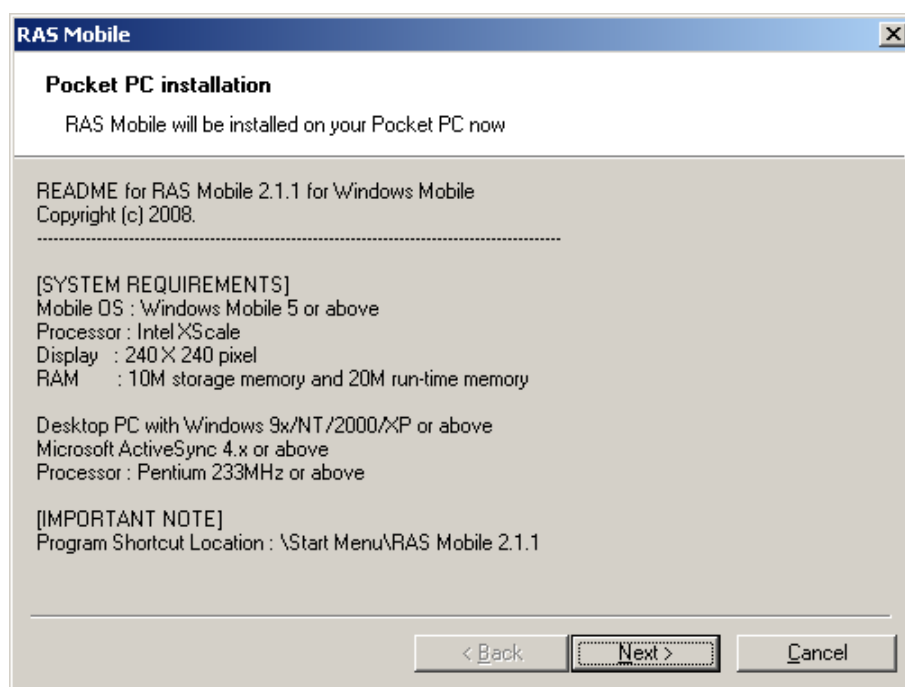 RAS Mobile
Pocket PC installation
RAS Mobile will be installed on your Pocket PC now
README for RAS Mobile 2.1.1 for Windows Mobile
Copyright (c) 2008.
------------------------------------------------------------------------------------------------
[SYSTEM REQUIREMENTS]
Mobile OS : Windows Mobile 5 or above
Processor : Intel XScale
Display : 240 X 240 pixel
RAM : 10M storage memory and 20M run-time memory
Desktop PC with Windows 9x/NT/2000/XP or above
Microsoft ActiveSync 4.x or above
Processor : Pentium 233MHz or above
[IMPORTANT NOTE]
Program Shortcut Location : \Start Menu\RAS Mobile 2.1.1
< Back Next > Cancel